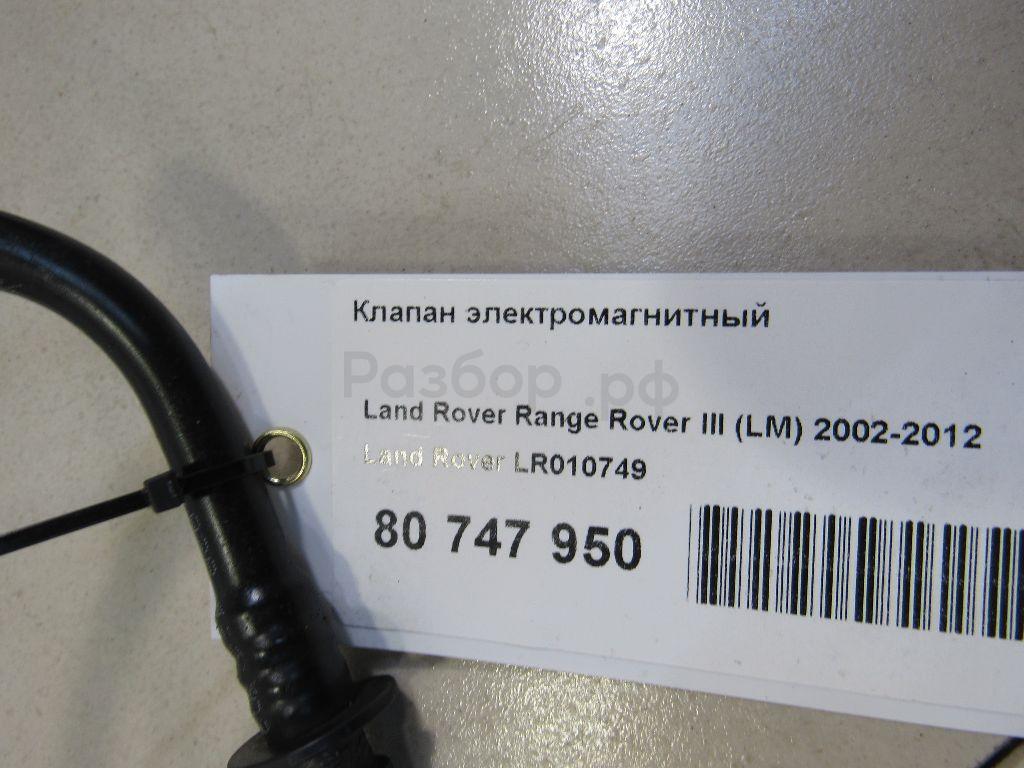 Клапан электромагнитный
Разбор.рф
Land Rover Range Rover III (LM) 2002-2012
Land Rover LR010749
80 747 950